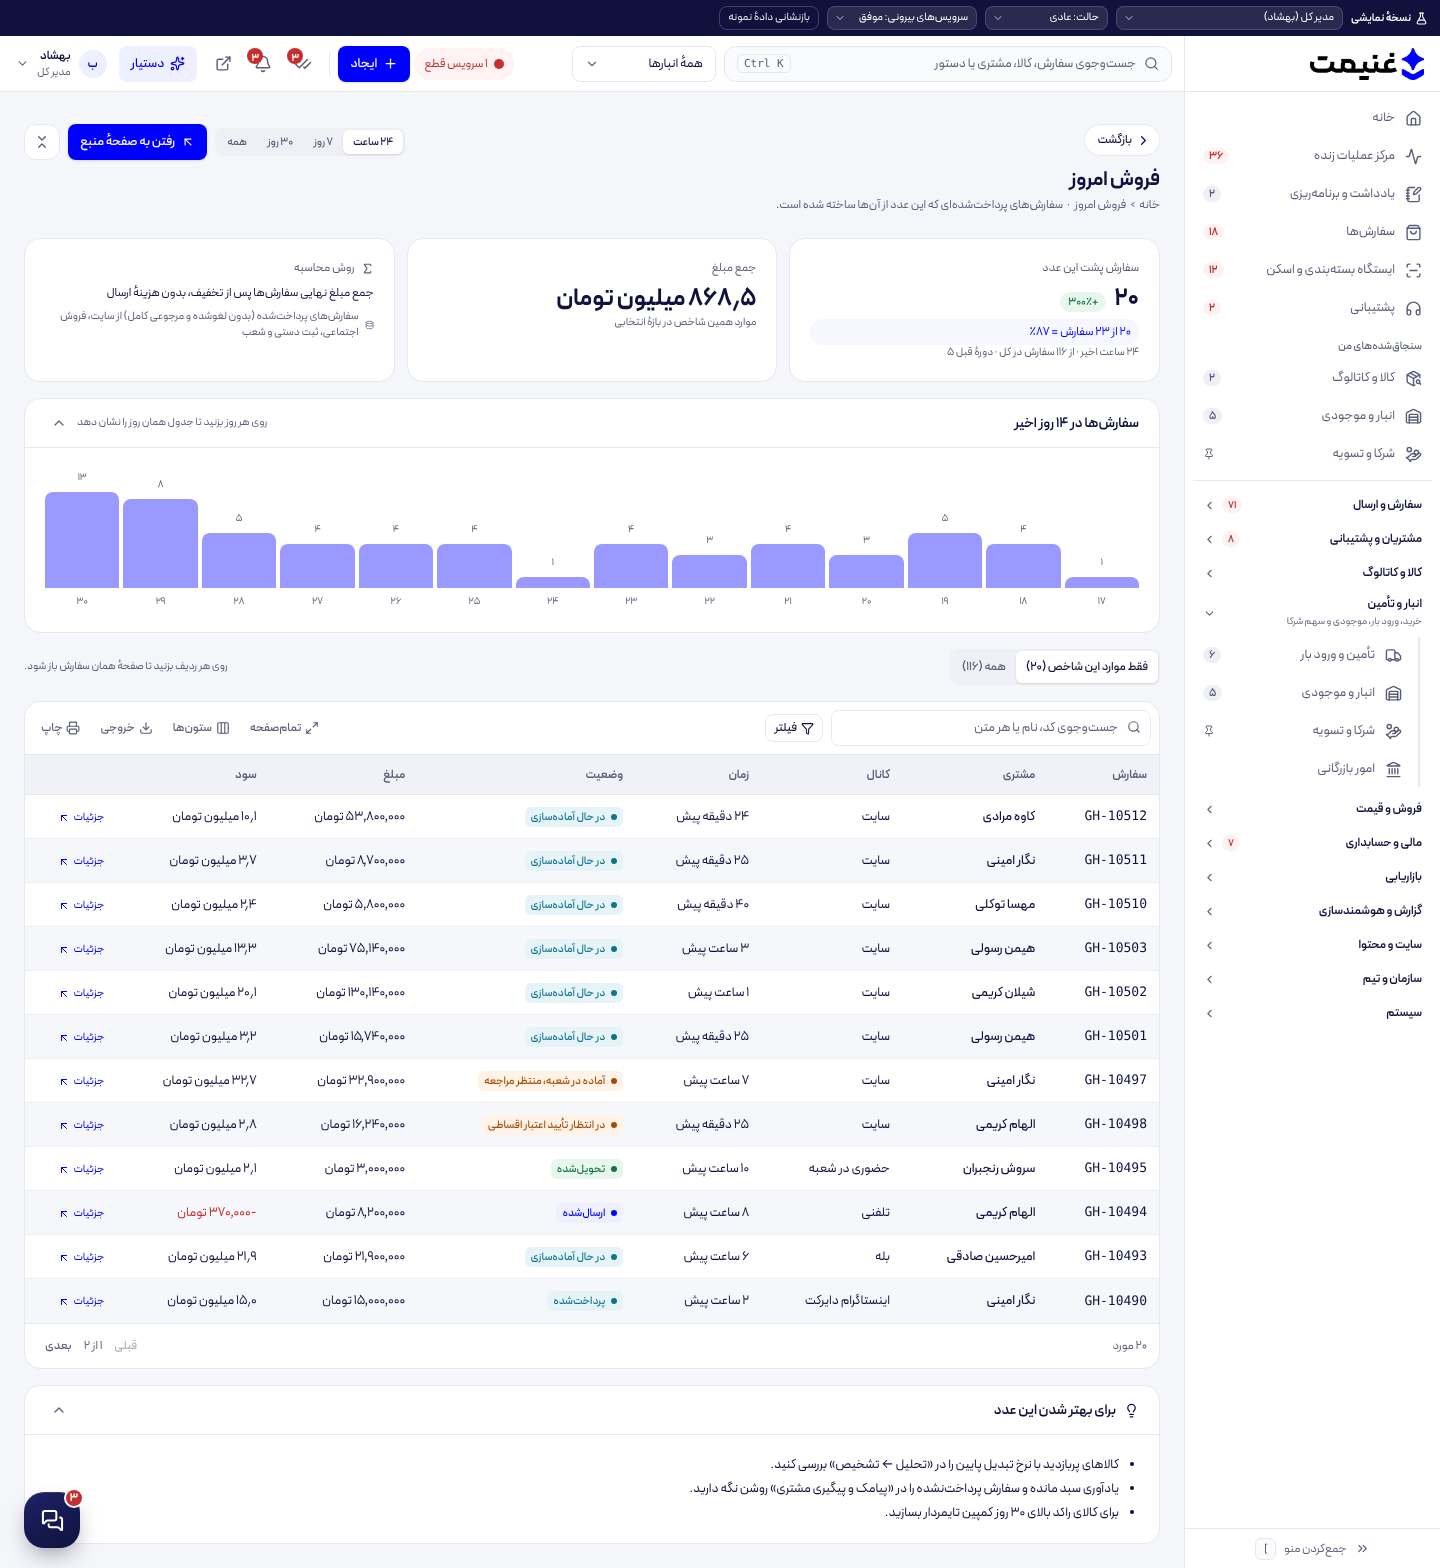 نسخهٔ نمایشی
مدیر کل (بهشاد)
حالت: عادی
سرویس‌های بیرونی: موفق
بازنشانی دادهٔ نمونه
غنیمت
جست‌وجوی سفارش، کالا، مشتری یا دستور
Ctrl K
همهٔ انبارها
۱ سرویس قطع
ایجاد
۳
۳
دستیار
ب
بهشاد
مدیر کل
خانه
مرکز عملیات زنده ۳۶
یادداشت و برنامه‌ریزی ۲
سفارش‌ها ۱۸
ایستگاه بسته‌بندی و اسکن ۱۲
پشتیبانی ۲
سنجاق‌شده‌های من
کالا و کاتالوگ ۲
انبار و موجودی ۵
شرکا و تسویه
سفارش و ارسال ۷۱
مشتریان و پشتیبانی ۸
کالا و کاتالوگ
انبار و تأمین
خرید، ورود بار، موجودی و سهم شرکا
تأمین و ورود بار ۶
انبار و موجودی ۵
شرکا و تسویه
امور بازرگانی
فروش و قیمت
مالی و حسابداری ۷
بازاریابی
گزارش و هوشمندسازی
سایت و محتوا
سازمان و تیم
سیستم
جمع‌کردن منو [
بازگشت
۲۴ ساعت
۷ روز
۳۰ روز
همه
رفتن به صفحهٔ منبع
فروش امروز
خانه › فروش امروز · سفارش‌های پرداخت‌شده‌ای که این عدد از آن‌ها ساخته شده است.
سفارش پشت این عدد
۲۰ +۳۰۰٪
۲۰ از ۲۳ سفارش = ۸۷٪
۲۴ ساعت اخیر · از ۱۱۶ سفارش در کل · دورهٔ قبل ۵
جمع مبلغ
۸۶۸٫۵ میلیون تومان
موارد همین شاخص در بازهٔ انتخابی
روش محاسبه
جمع مبلغ نهایی سفارش‌ها پس از تخفیف، بدون هزینهٔ ارسال
سفارش‌های پرداخت‌شده (بدون لغوشده و مرجوعی کامل) از سایت، فروش
اجتماعی، ثبت دستی و شعب
سفارش‌ها در ۱۴ روز اخیر
روی هر روز بزنید تا جدول همان روز را نشان دهد
۱ ۴ ۵ ۳ ۴ ۳ ۴ ۱ ۴ ۴ ۴ ۵ ۸ ۱۳
۱۷ ۱۸ ۱۹ ۲۰ ۲۱ ۲۲ ۲۳ ۲۴ ۲۵ ۲۶ ۲۷ ۲۸ ۲۹ ۳۰
فقط موارد این شاخص (۲۰)
همه (۱۱۶)
روی هر ردیف بزنید تا صفحهٔ همان سفارش باز شود.
جست‌وجوی کد، نام یا هر متن
فیلتر
تمام‌صفحه
ستون‌ها
خروجی
چاپ
سفارش مشتری کانال زمان وضعیت مبلغ سود
GH-10512 کاوه مرادی سایت ۲۴ دقیقه پیش در حال آماده‌سازی ۵۳,۸۰۰,۰۰۰ تومان ۱۰٫۱ میلیون تومان جزئیات
GH-10511 نگار امینی سایت ۲۵ دقیقه پیش در حال آماده‌سازی ۸,۷۰۰,۰۰۰ تومان ۳٫۷ میلیون تومان جزئیات
GH-10510 مهسا توکلی سایت ۴۰ دقیقه پیش در حال آماده‌سازی ۵,۸۰۰,۰۰۰ تومان ۲٫۴ میلیون تومان جزئیات
GH-10503 هیمن رسولی سایت ۳ ساعت پیش در حال آماده‌سازی ۷۵,۱۴۰,۰۰۰ تومان ۱۳٫۳ میلیون تومان جزئیات
GH-10502 شیلان کریمی سایت ۱ ساعت پیش در حال آماده‌سازی ۱۳۰,۱۴۰,۰۰۰ تومان ۲۰٫۱ میلیون تومان جزئیات
GH-10501 هیمن رسولی سایت ۲۵ دقیقه پیش در حال آماده‌سازی ۱۵,۷۴۰,۰۰۰ تومان ۳٫۲ میلیون تومان جزئیات
GH-10497 نگار امینی سایت ۷ ساعت پیش آماده در شعبه، منتظر مراجعه ۳۲,۹۰۰,۰۰۰ تومان ۳۲٫۷ میلیون تومان جزئیات
GH-10498 الهام کریمی سایت ۲۵ دقیقه پیش در انتظار تأیید اعتبار اقساطی ۱۶,۲۴۰,۰۰۰ تومان ۲٫۸ میلیون تومان جزئیات
GH-10495 سروش رنجبران حضوری در شعبه ۱۰ ساعت پیش تحویل‌شده ۳,۰۰۰,۰۰۰ تومان ۲٫۱ میلیون تومان جزئیات
GH-10494 الهام کریمی تلفنی ۸ ساعت پیش ارسال‌شده ۸,۲۰۰,۰۰۰ تومان -۳۷۰,۰۰۰ تومان جزئیات
GH-10493 امیرحسین صادقی بله ۶ ساعت پیش در حال آماده‌سازی ۲۱,۹۰۰,۰۰۰ تومان ۲۱٫۹ میلیون تومان جزئیات
GH-10490 نگار امینی اینستاگرام دایرکت ۲ ساعت پیش پرداخت‌شده ۱۵,۰۰۰,۰۰۰ تومان ۱۵٫۰ میلیون تومان جزئیات
۲۰ مورد
قبلی ۱ از ۲ بعدی
برای بهتر شدن این عدد
• کالاهای پربازدید با نرخ تبدیل پایین را در «تحلیل ← تشخیص» بررسی کنید.
• یادآوری سبد مانده و سفارش پرداخت‌نشده را در «پیامک و پیگیری مشتری» روشن نگه دارید.
• برای کالای راکد بالای ۳۰ روز کمپین تایمردار بسازید.
۳